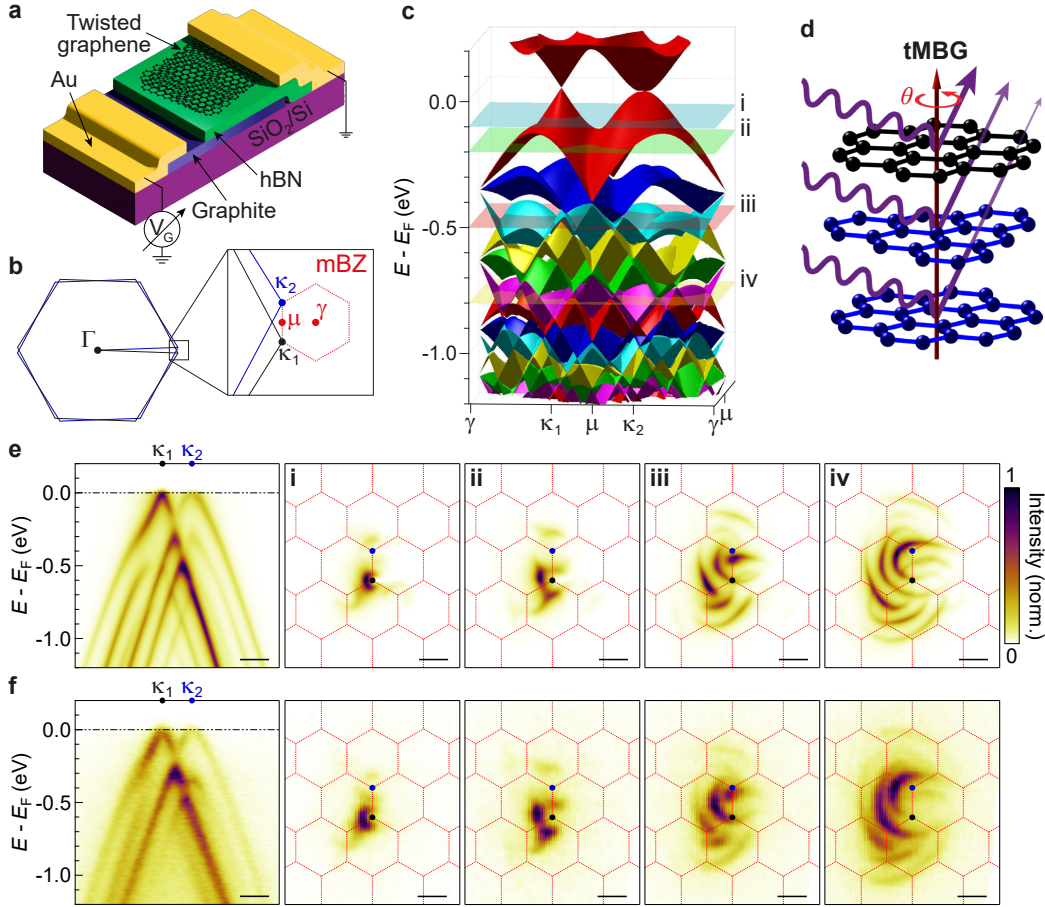 a
Twisted
graphene
Au
SiO2/Si
hBN
Graphite
VG
b
Γ
mBZ
κ2
μ
γ
κ1
c
E - EF (eV)
0.0
-0.5
-1.0
i
ii
iii
iv
γ κ1 μ κ2 γ μ
d
tMBG
θ
e
κ1 κ2
E - EF (eV)
0.0
-0.5
-1.0
i ii iii iv
1
Intensity (norm.)
0
f
κ1 κ2
E - EF (eV)
0.0
-0.5
-1.0